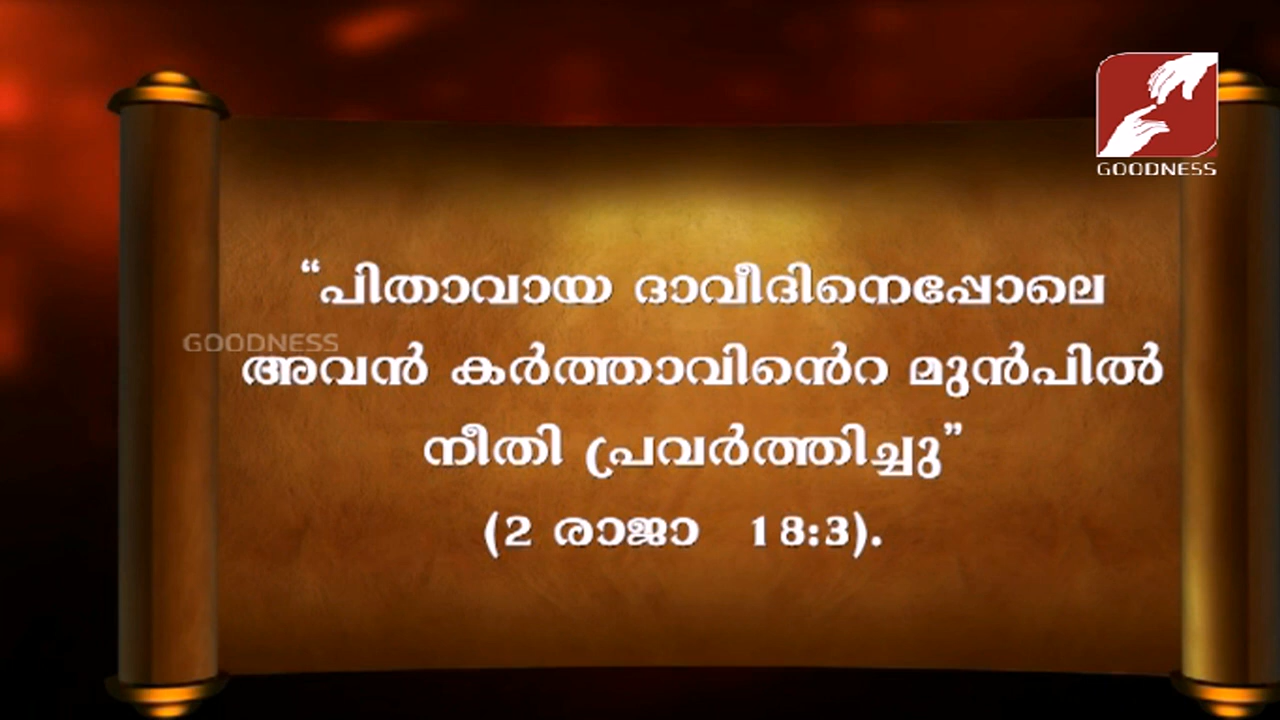 GOODNESS
“പിതാവായ ദാവീദിനെപ്പോലെ
GOODNESS
അവൻ കർത്താവിൻെറ മുൻപിൽ
നീതി പ്രവർത്തിച്ചു”
(2 രാജാ 18:3).